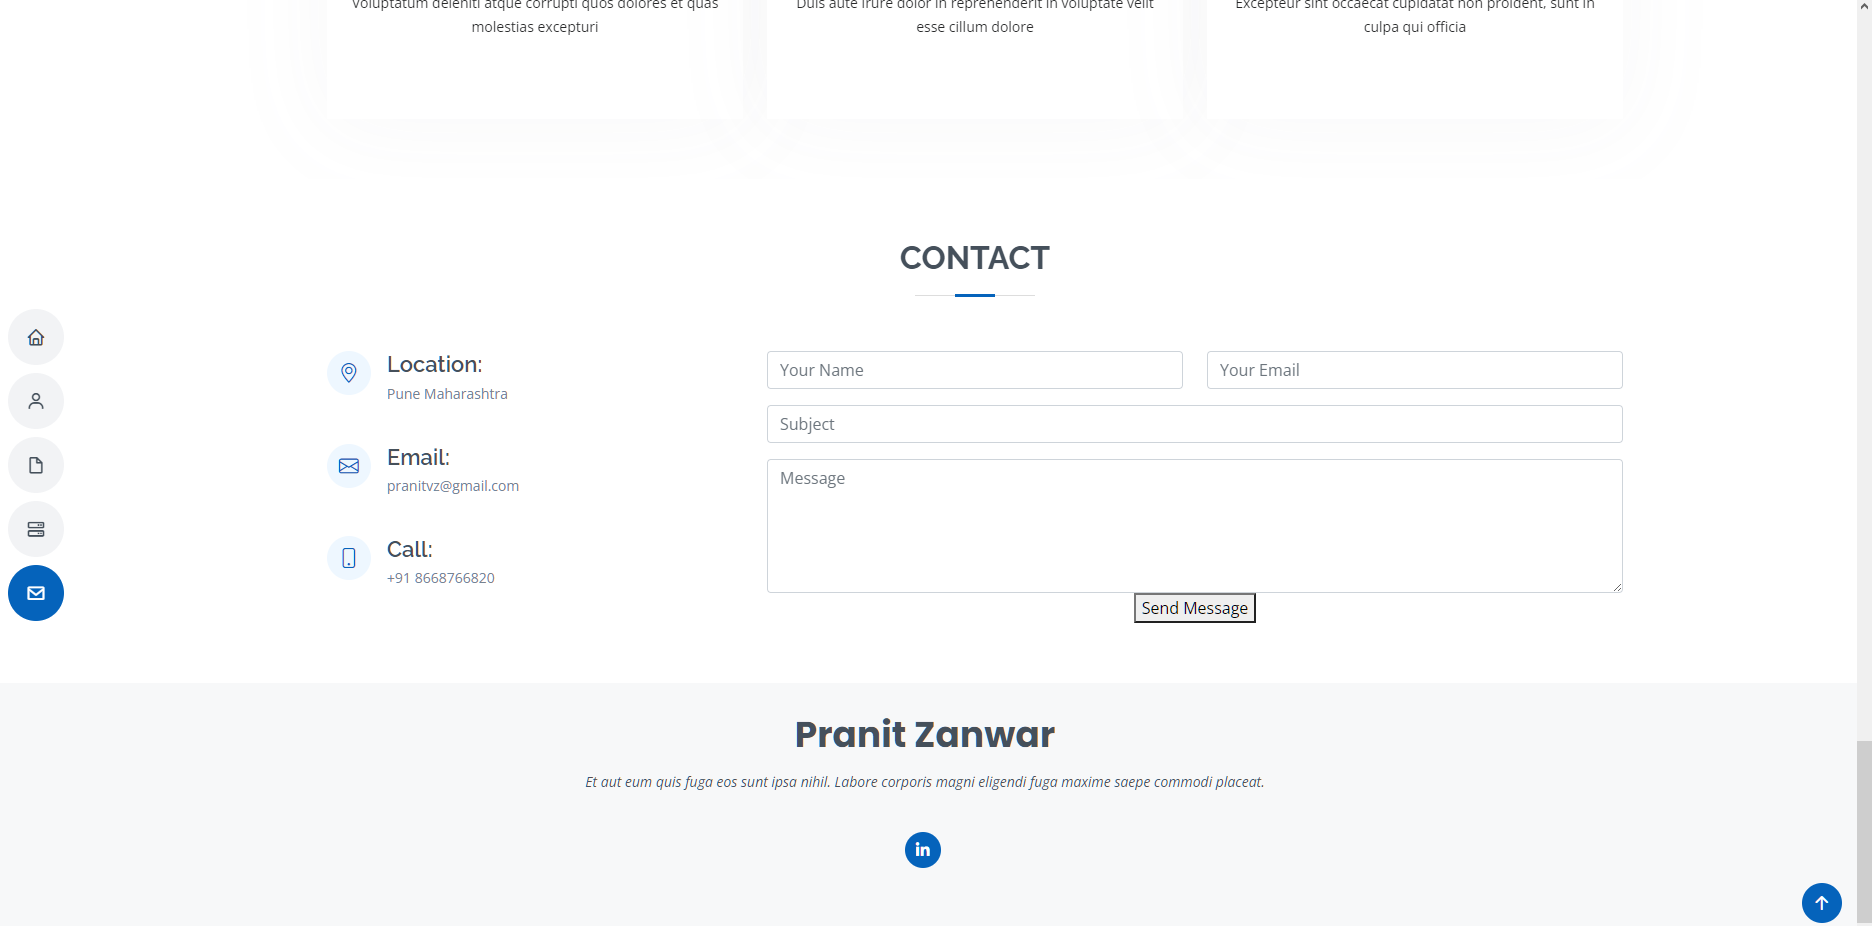 Voluptatum deleniti atque corrupti quos dolores et quas
molestias excepturi
Duis aute irure dolor in reprehenderit in voluptate velit
esse cillum dolore
Excepteur sint occaecat cupidatat non proident, sunt in
culpa qui officia
CONTACT
Location:
Pune Maharashtra
Email:
pranitvz@gmail.com
Call:
+91 8668766820
Your Name
Your Email
Subject
Message
Send Message
Pranit Zanwar
Et aut eum quis fuga eos sunt ipsa nihil. Labore corporis magni eligendi fuga maxime saepe commodi placeat.
in